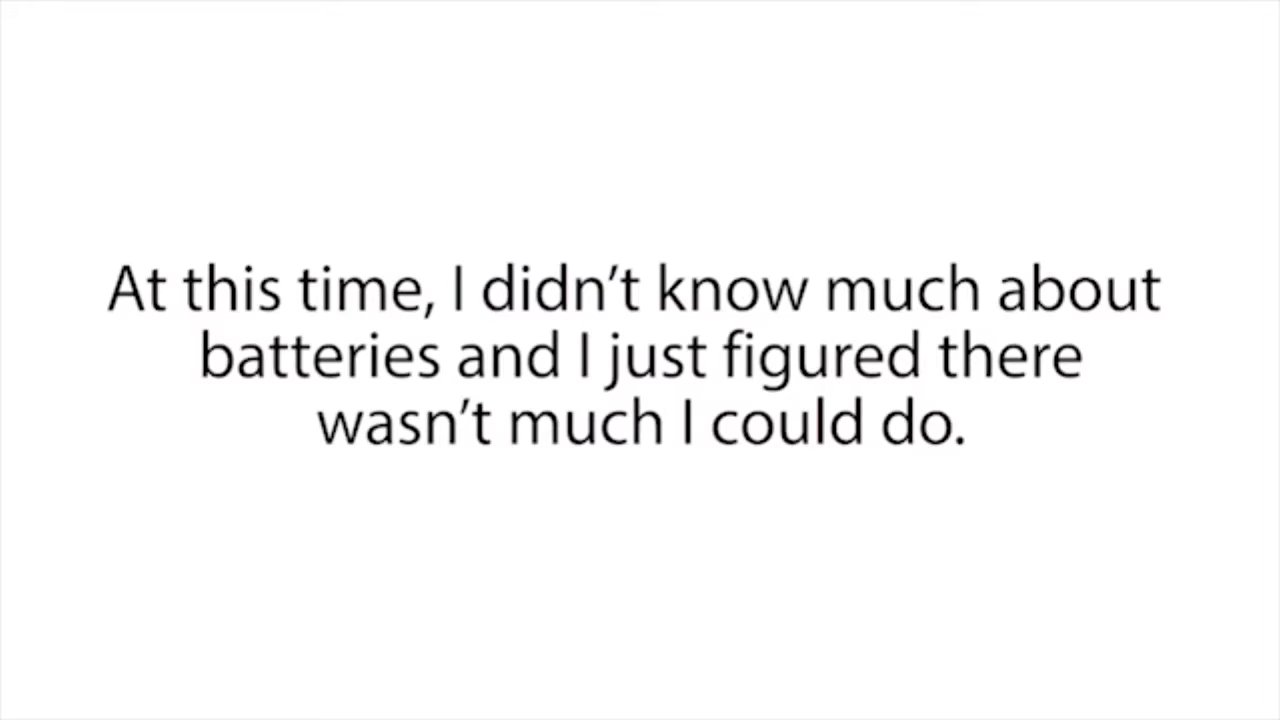 At this time, I didn’t know much about
batteries and I just figured there
wasn’t much I could do.